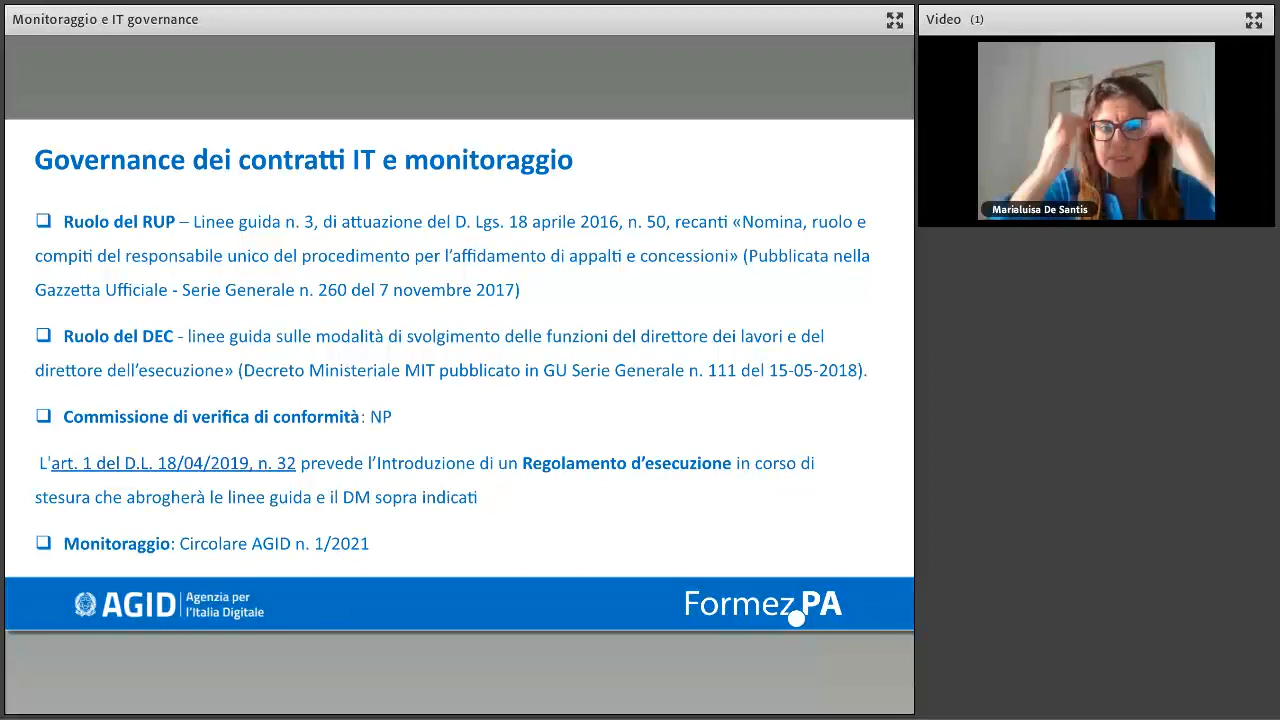 Monitoraggio e IT governance
Video (1)
Marialuisa De Santis
Governance dei contratti IT e monitoraggio
Ruolo del RUP – Linee guida n. 3, di attuazione del D. Lgs. 18 aprile 2016, n. 50, recanti «Nomina, ruolo e
compiti del responsabile unico del procedimento per l'affidamento di appalti e concessioni» (Pubblicata nella
Gazzetta Ufficiale - Serie Generale n. 260 del 7 novembre 2017)
Ruolo del DEC - linee guida sulle modalità di svolgimento delle funzioni del direttore dei lavori e del
direttore dell'esecuzione» (Decreto Ministeriale MIT pubblicato in GU Serie Generale n. 111 del 15-05-2018).
Commissione di verifica di conformità: NP
L'art. 1 del D.L. 18/04/2019, n. 32 prevede l'Introduzione di un Regolamento d'esecuzione in corso di
stesura che abrogherà le linee guida e il DM sopra indicati
Monitoraggio: Circolare AGID n. 1/2021
AGID Agenzia per
l'Italia Digitale
Formez PA